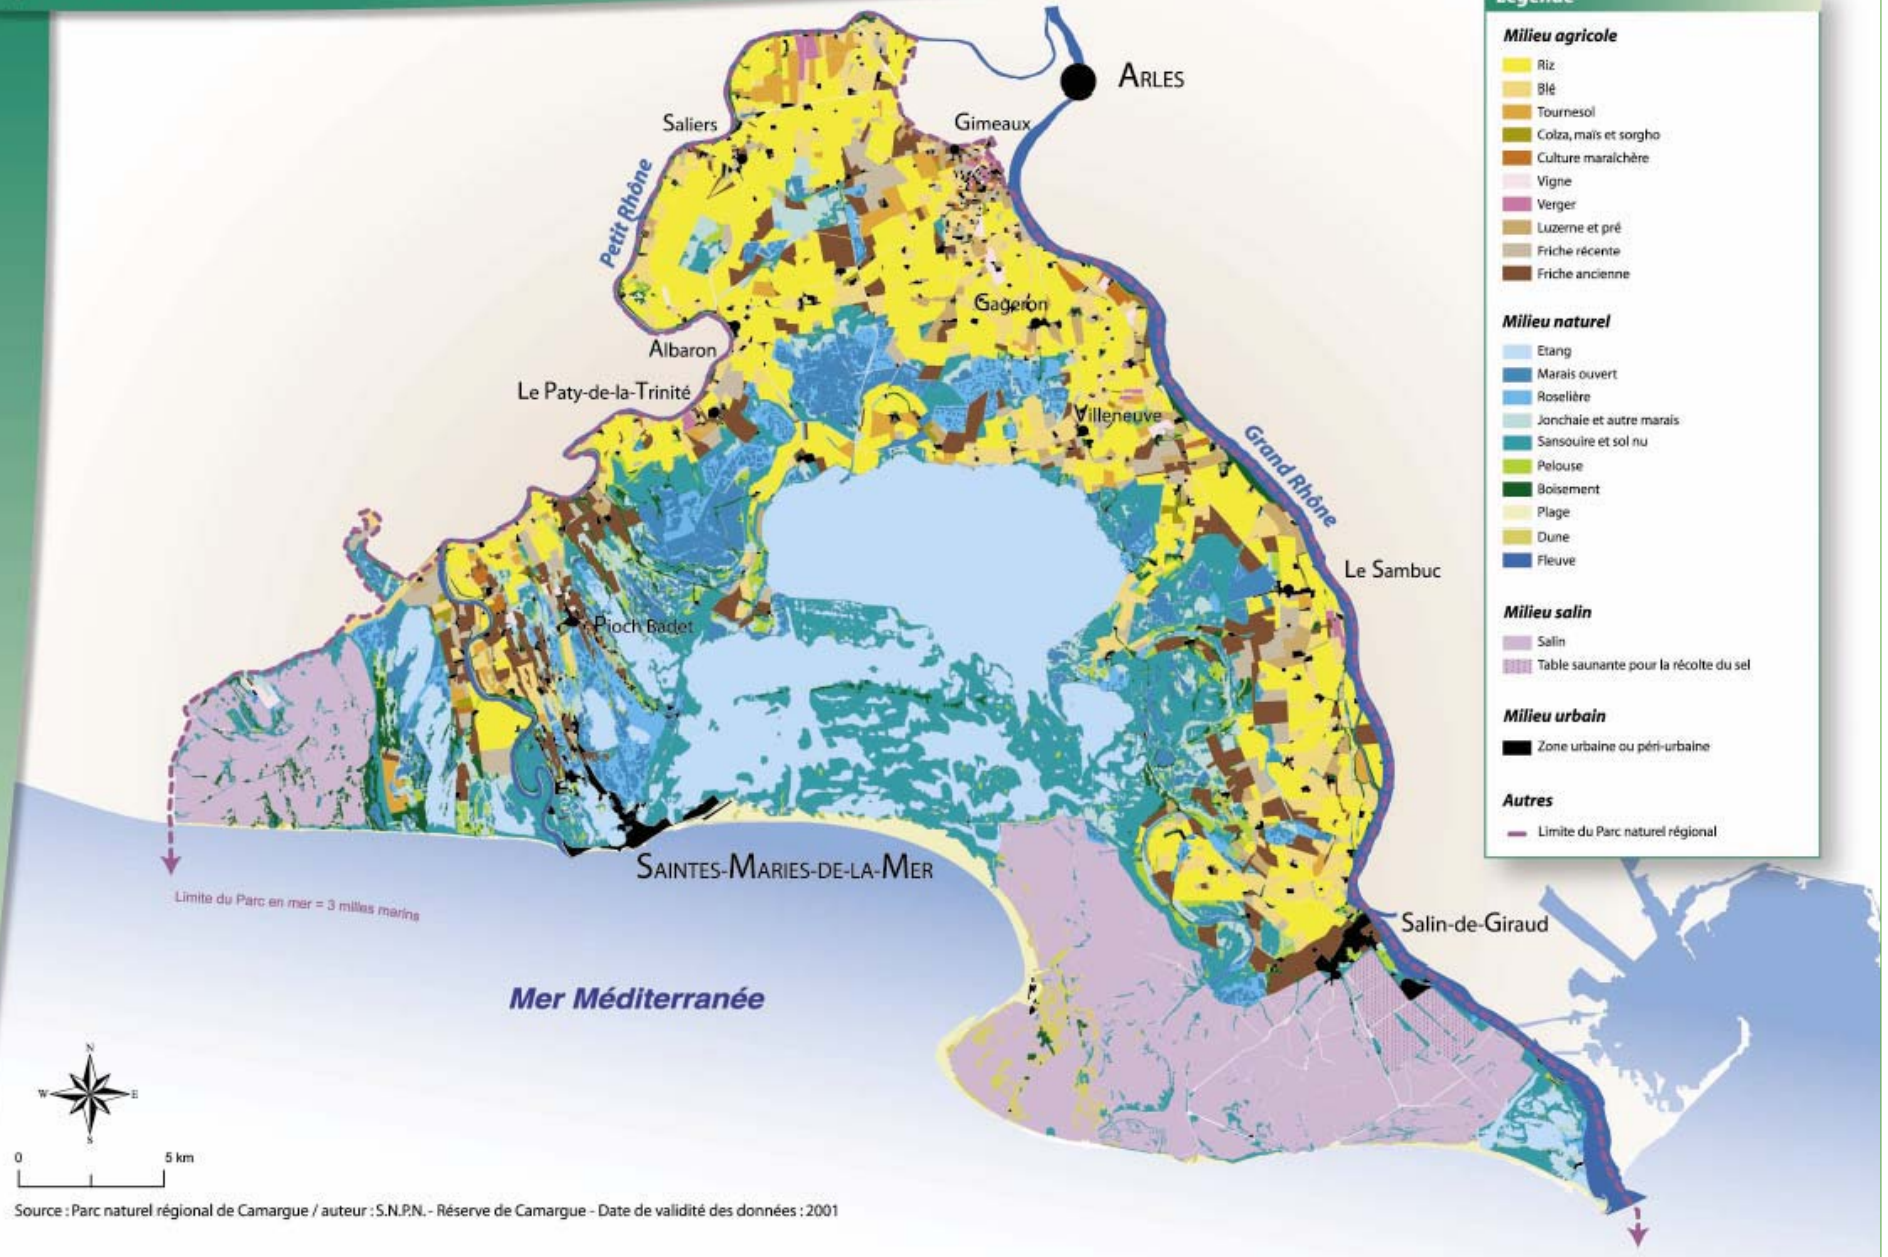 Légende
Milieu agricole
Riz
Blé
Tournesol
Colza, maïs et sorgho
Culture maraîchère
Vigne
Verger
Luzerne et pré
Friche récente
Friche ancienne
Milieu naturel
Etang
Marais ouvert
Roselière
Jonchaie et autre marais
Sansouire et sol nu
Pelouse
Boisement
Plage
Dune
Fleuve
Milieu salin
Salin
Table saunante pour la récolte du sel
Milieu urbain
Zone urbaine ou péri-urbaine
Autres
Limite du Parc naturel régional
ARLES
Saliers
Gimeaux
Petit Rhône
Gageron
Albaron
Le Paty-de-la-Trinité
Villeneuve
Grand Rhône
Le Sambuc
Pioch Badet
SAINTES-MARIES-DE-LA-MER
Limite du Parc en mer = 3 milles marins
Salin-de-Giraud
Mer Méditerranée
N
W E
S
0 5 km
Source : Parc naturel régional de Camargue / auteur : S.N.P.N. - Réserve de Camargue - Date de validité des données : 2001